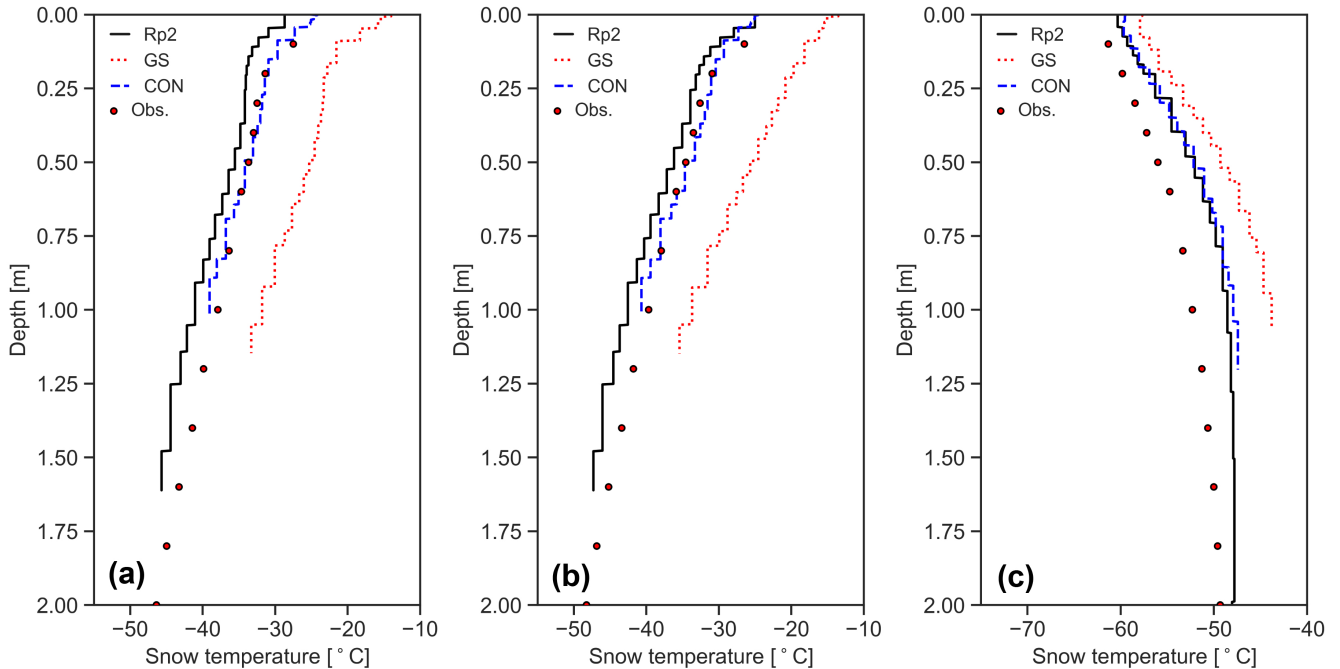 0.00
0.25
0.50
0.75
1.00
1.25
1.50
1.75
2.00
Depth [m]
Rp2
GS
CON
Obs.
(a)
−50 −40 −30 −20 −10
Snow temperature [ ° C]
0.00
0.25
0.50
0.75
1.00
1.25
1.50
1.75
2.00
Depth [m]
Rp2
GS
CON
Obs.
(b)
−50 −40 −30 −20 −10
Snow temperature [ ° C]
0.00
0.25
0.50
0.75
1.00
1.25
1.50
1.75
2.00
Depth [m]
Rp2
GS
CON
Obs.
(c)
−70 −60 −50 −40
Snow temperature [ ° C]